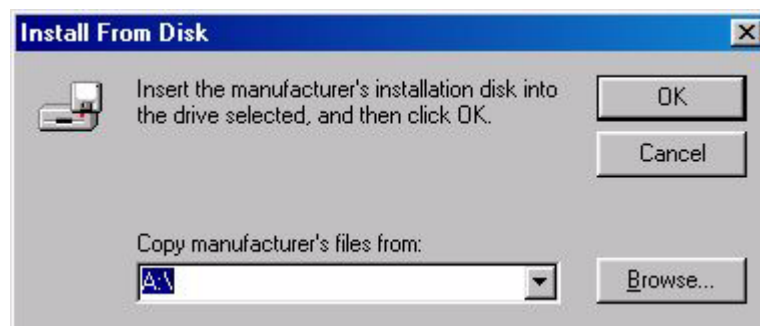 Install From Disk
Insert the manufacturer's installation disk into
the drive selected, and then click OK.
OK
Cancel
Copy manufacturer's files from:
A:\
Browse...